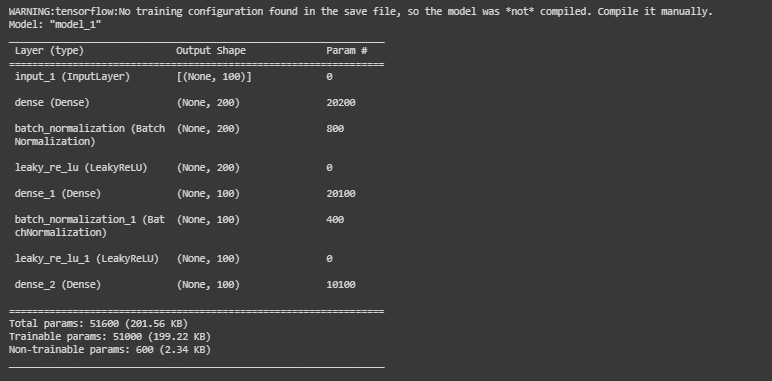 WARNING:tensorflow:No training configuration found in the save file, so the model was *not* compiled. Compile it manually.
Model: "model_1"
_________________________________________________________________
Layer (type) Output Shape Param #
=================================================================
input_1 (InputLayer) [(None, 100)] 0
dense (Dense) (None, 200) 20200
batch_normalization (Batch (None, 200) 800
Normalization)
leaky_re_lu (LeakyReLU) (None, 200) 0
dense_1 (Dense) (None, 100) 20100
batch_normalization_1 (Bat (None, 100) 400
chNormalization)
leaky_re_lu_1 (LeakyReLU) (None, 100) 0
dense_2 (Dense) (None, 100) 10100
=================================================================
Total params: 51600 (201.56 KB)
Trainable params: 51000 (199.22 KB)
Non-trainable params: 600 (2.34 KB)
_________________________________________________________________